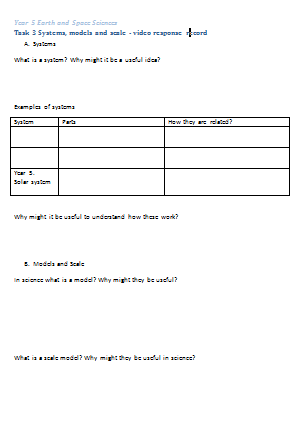 Year 5 Earth and Space Sciences
Task 3 Systems, models and scale - video response record
A. Systems
What is a system? Why might it be a useful idea?
Examples of systems
System Parts How they are related?
Year 5.
Solar system
Why might it be useful to understand how these work?
B. Models and Scale
In science what is a model? Why might they be useful?
What is a scale model? Why might they be useful in science?